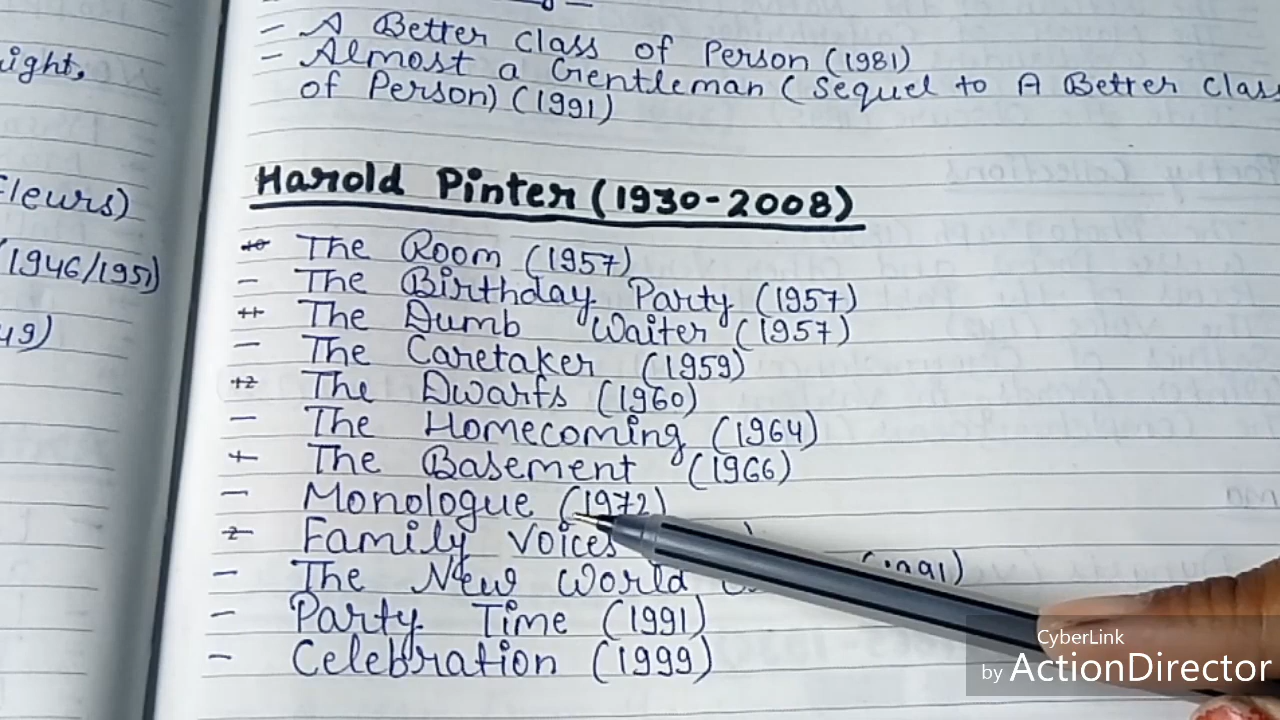 - A Better Class of Person (1981)
- Almost a Gentleman (Sequel to A Better Clas
of Person) (1991)
ight,
Harold Pinter (1930-2008)
fleurs)
The Room (1957)
(1946/1951)
- The Birthday Party (1957)
The Dumb Waiter (1957)
49)
- The Caretaker (1959)
The Dwarfs (1960)
- The Homecoming (1964)
The Basement (1966)
- Monologue (1972)
Family Voices
- The New World
- Party Time (1991)
- Celebration (1999)
CyberLink
by ActionDirector